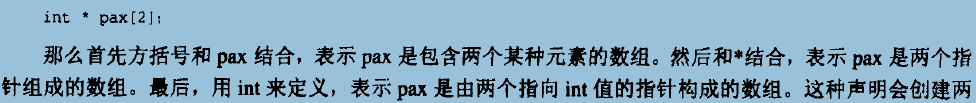 int * pax[2];
那么首先方括号和 pax 结合，表示 pax 是包含两个某种元素的数组。然后和*结合，表示 pax 是两个指
针组成的数组。最后，用 int 来定义，表示 pax 是由两个指向 int 值的指针构成的数组。这种声明会创建两